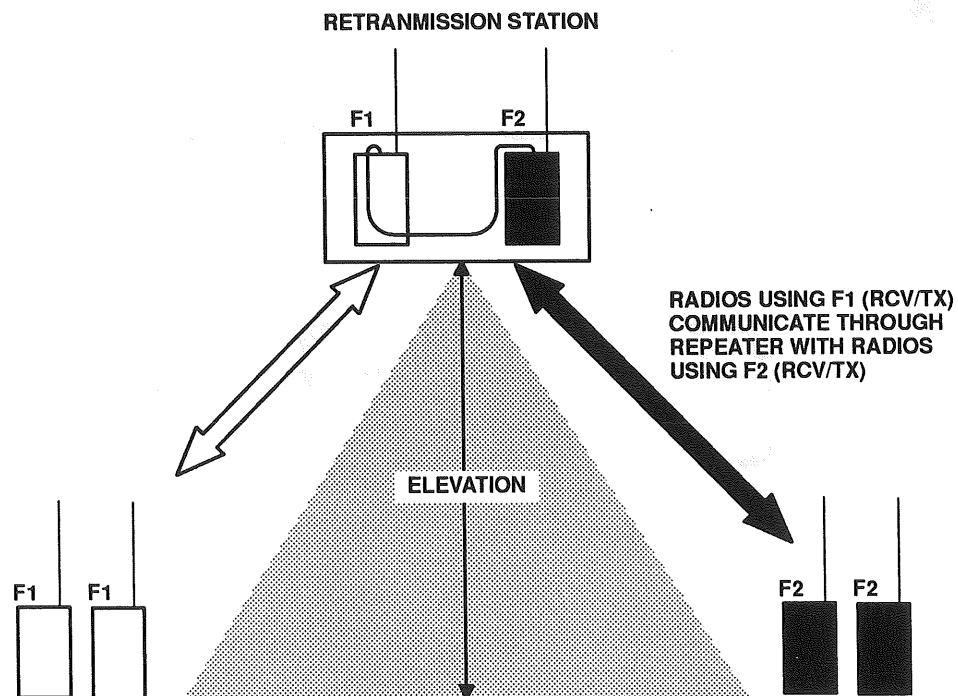 RETRANMISSION STATION
F1
F2
RADIOS USING F1 (RCV/TX)
COMMUNICATE THROUGH
REPEATER WITH RADIOS
USING F2 (RCV/TX)
ELEVATION
F1
F1
F2
F2